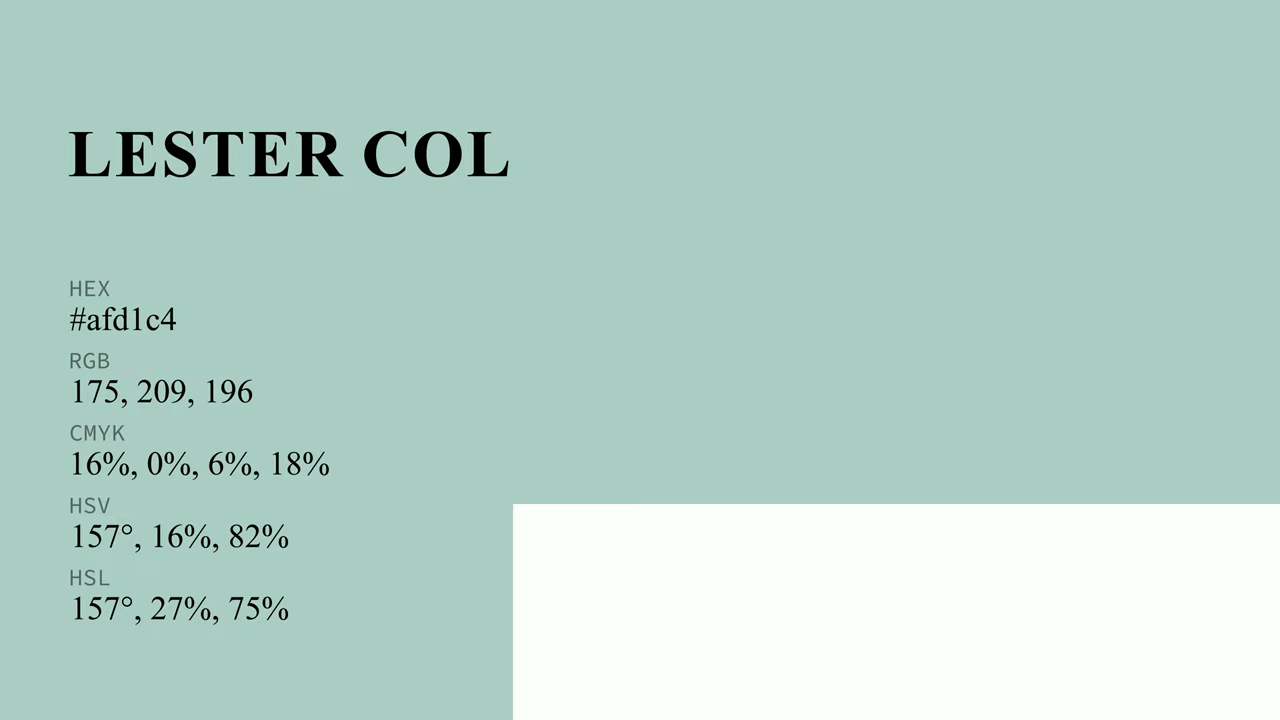 LESTER COL
HEX
#afd1c4
RGB
175, 209, 196
CMYK
16%, 0%, 6%, 18%
HSV
157°, 16%, 82%
HSL
157°, 27%, 75%